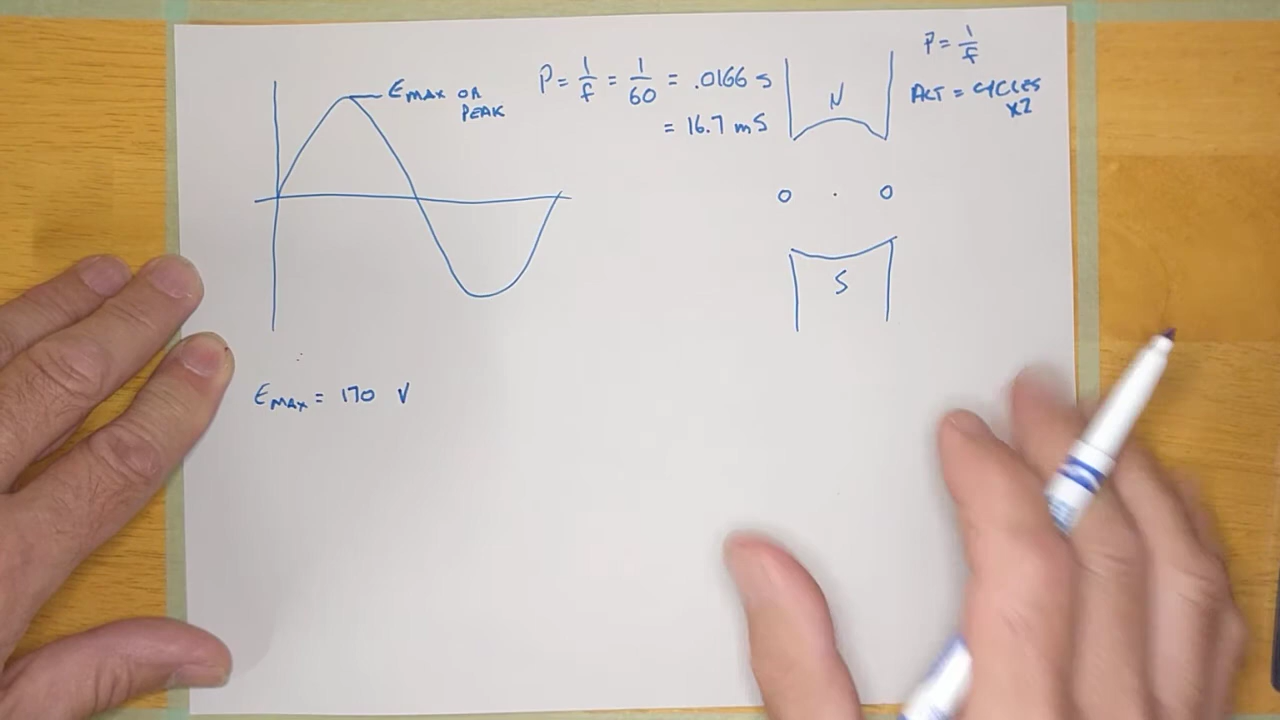 EMAX OR
PEAK
P = 1/f = 1/60 = .0166 s
= 16.7 mS
N
S
P = 1/f
ALT = CYCLES
X2
EMAX = 170 V